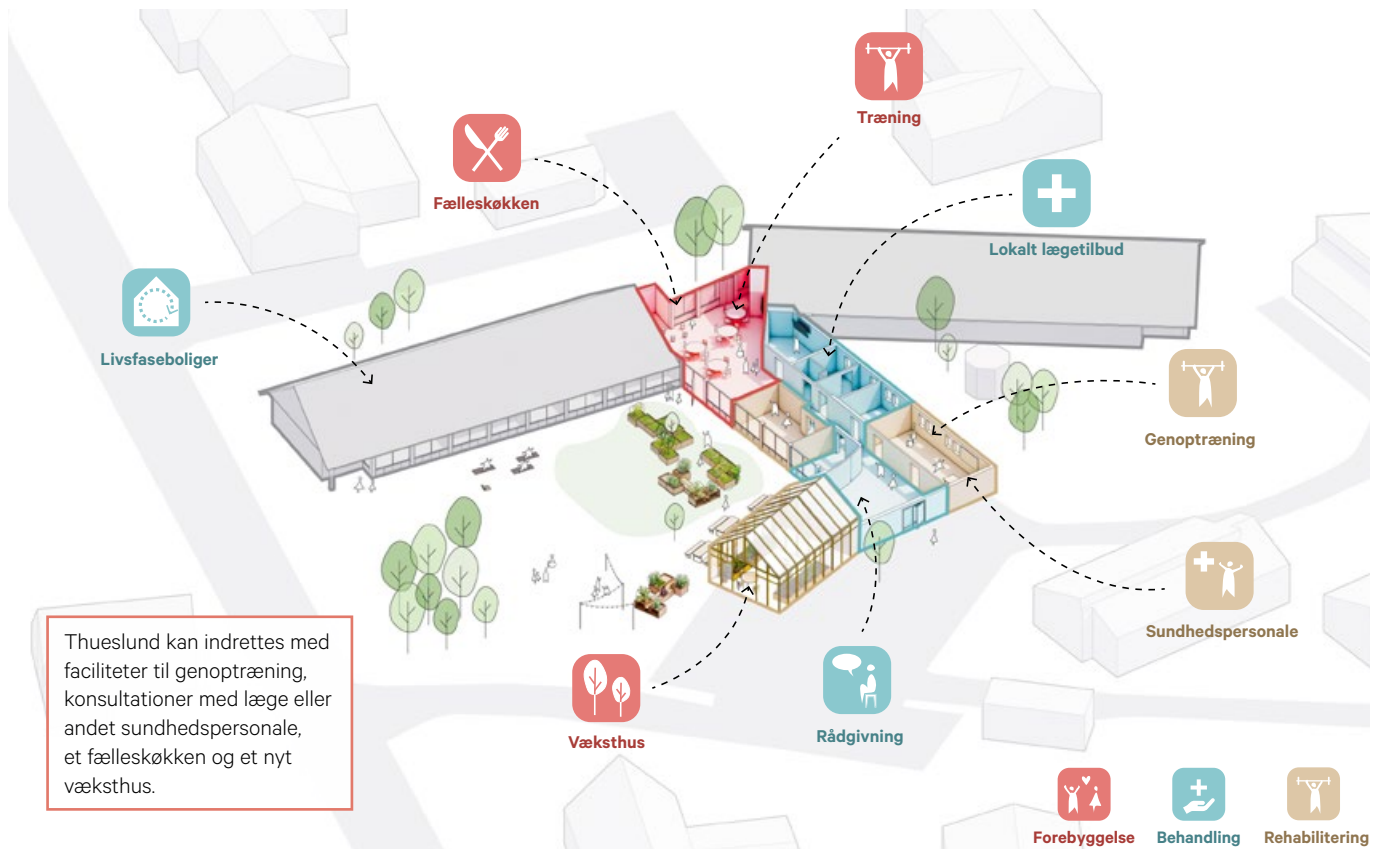 Træning
Fælleskøkken
Lokalt lægetilbud
Livsfaseboliger
Genoptræning
Sundhedspersonale
Thueslund kan indrettes med
faciliteter til genoptræning,
konsultationer med læge eller
andet sundhedspersonale,
et fælleskøkken og et nyt
væksthus.
Væksthus
Rådgivning
Forebyggelse
Behandling
Rehabilitering